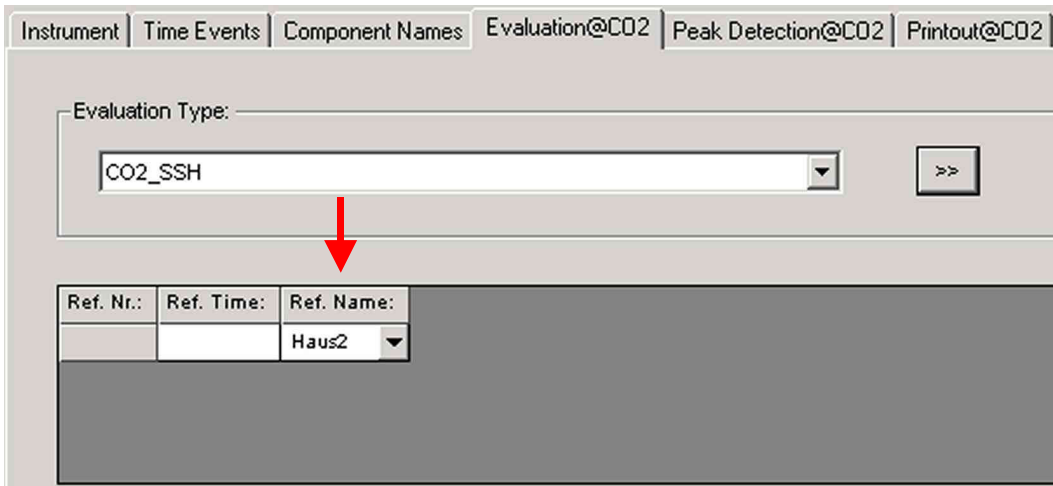 Instrument Time Events Component Names Evaluation@CO2 Peak Detection@CO2 Printout@CO2
Evaluation Type:
CO2_SSH >>
Ref. Nr.: Ref. Time: Ref. Name:
Haus2